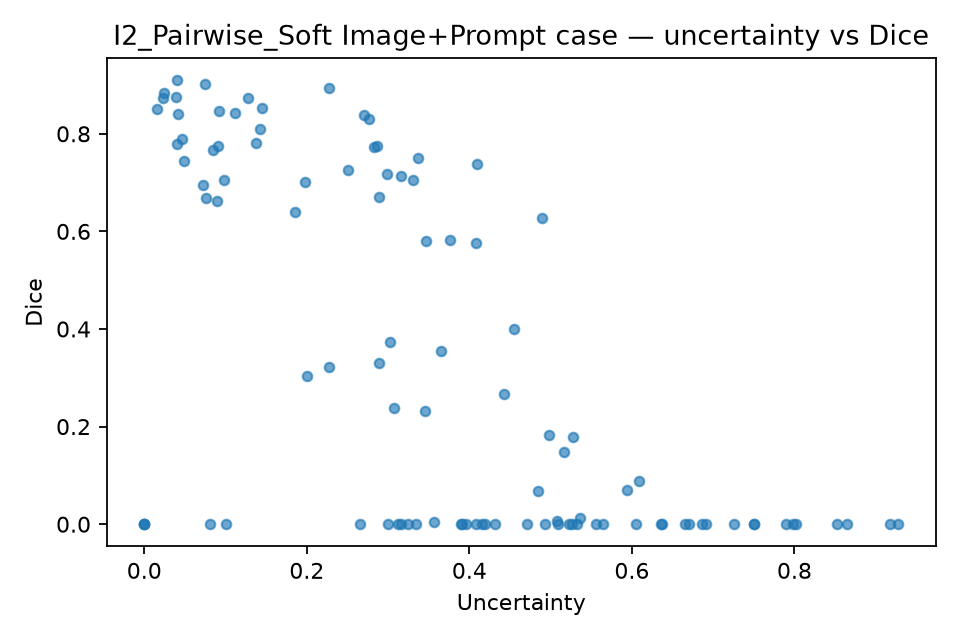 I2_Pairwise_Soft Image+Prompt case — uncertainty vs Dice
0.8
0.6
0.4
0.2
0.0
Dice
0.0 0.2 0.4 0.6 0.8
Uncertainty